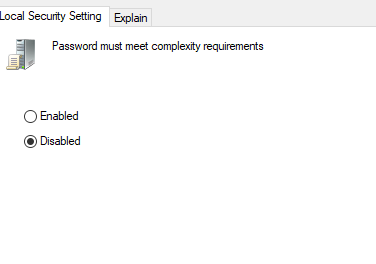 Local Security Setting
Explain
Password must meet complexity requirements
Enabled
Disabled